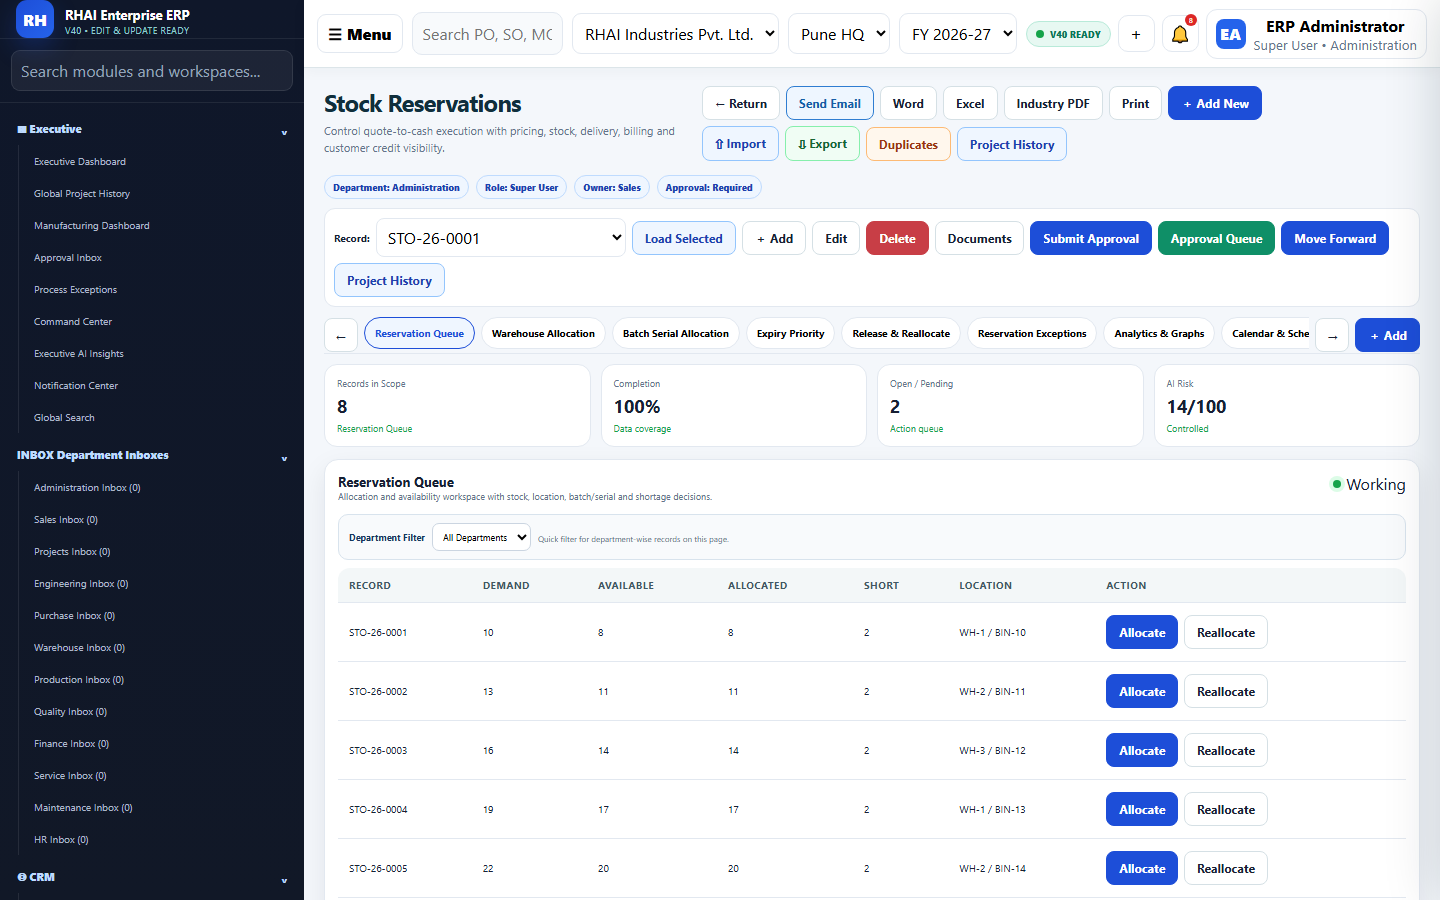 RH
RHAI Enterprise ERP
V40 • EDIT & UPDATE READY
Search modules and workspaces...
Executive
Executive Dashboard
Global Project History
Manufacturing Dashboard
Approval Inbox
Process Exceptions
Command Center
Executive AI Insights
Notification Center
Global Search
INBOX Department Inboxes
Administration Inbox (0)
Sales Inbox (0)
Projects Inbox (0)
Engineering Inbox (0)
Purchase Inbox (0)
Warehouse Inbox (0)
Production Inbox (0)
Quality Inbox (0)
Finance Inbox (0)
Service Inbox (0)
Maintenance Inbox (0)
HR Inbox (0)
CRM
☰ Menu
Search PO, SO, MO
RHAI Industries Pvt. Ltd.
Pune HQ
FY 2026-27
V40 READY
+
8
EA
ERP Administrator
Super User • Administration
Stock Reservations
Control quote-to-cash execution with pricing, stock, delivery, billing and
customer credit visibility.
← Return
Send Email
Word
Excel
Industry PDF
Print
+ Add New
⇧ Import
⇩ Export
Duplicates
Project History
Department: Administration
Role: Super User
Owner: Sales
Approval: Required
Record:
STO-26-0001
Load Selected
+ Add
Edit
Delete
Documents
Submit Approval
Approval Queue
Move Forward
Project History
←
Reservation Queue
Warehouse Allocation
Batch Serial Allocation
Expiry Priority
Release & Reallocate
Reservation Exceptions
Analytics & Graphs
Calendar & Sche
→
+ Add
Records in Scope
8
Reservation Queue
Completion
100%
Data coverage
Open / Pending
2
Action queue
AI Risk
14/100
Controlled
Reservation Queue
Allocation and availability workspace with stock, location, batch/serial and shortage decisions.
Working
Department Filter
All Departments
Quick filter for department-wise records on this page.
RECORD DEMAND AVAILABLE ALLOCATED SHORT LOCATION ACTION
STO-26-0001 10 8 8 2 WH-1 / BIN-10 Allocate Reallocate
STO-26-0002 13 11 11 2 WH-2 / BIN-11 Allocate Reallocate
STO-26-0003 16 14 14 2 WH-3 / BIN-12 Allocate Reallocate
STO-26-0004 19 17 17 2 WH-1 / BIN-13 Allocate Reallocate
STO-26-0005 22 20 20 2 WH-2 / BIN-14 Allocate Reallocate